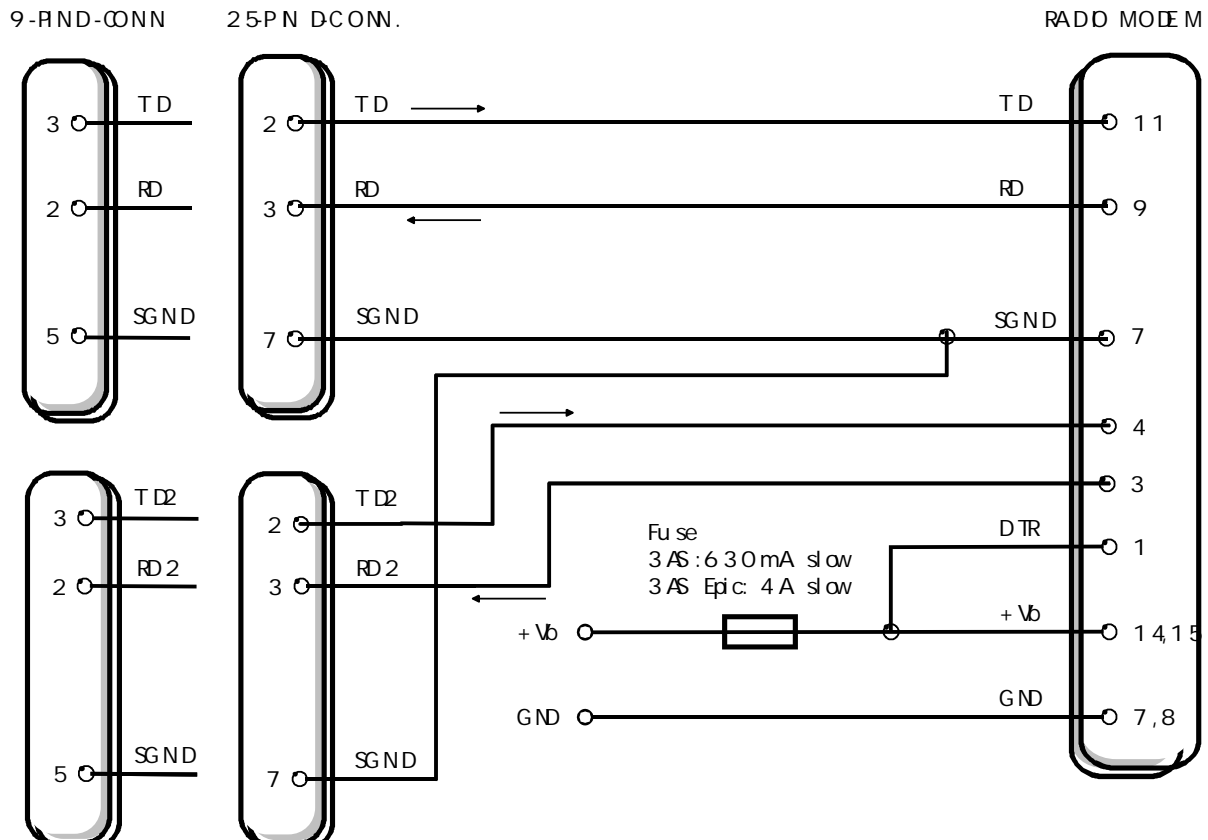 9-PIN D-CONN 25-PIN D-CONN. RADIO MODEM
TD TD TD
3 2 11
RD RD RD
2 3 9
SGND SGND SGND
5 7 7
4
3
TD2 TD2
3 2
Fuse
3AS: 630mA slow
3AS Epic: 4A slow
DTR
1
RD2 RD2
2 3
+Vb +Vb
14,15
GND GND
7,8
SGND SGND
5 7